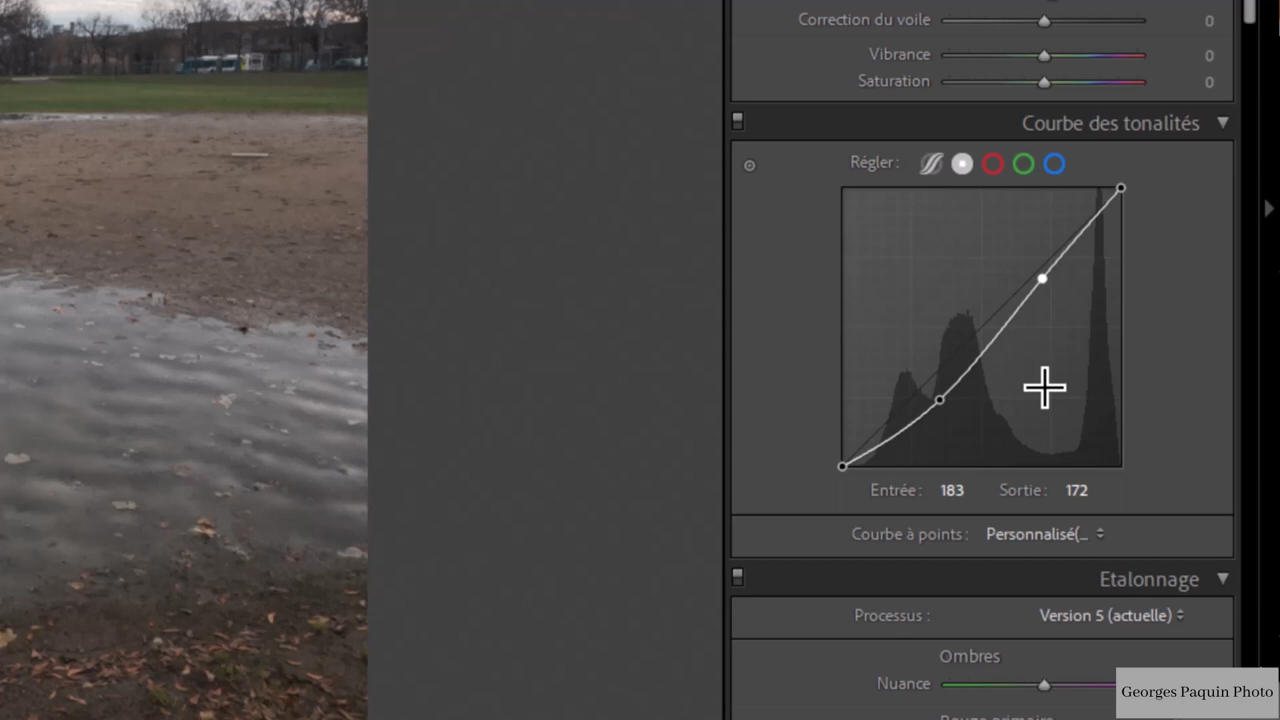 Correction du voile 0
Vibrance 0
Saturation 0
Courbe des tonalités
Régler :
Entrée : 183 Sortie : 172
Courbe à points : Personnalisé(...
Etalonnage
Processus : Version 5 (actuelle)
Ombres
Nuance
Georges Paquin Photo